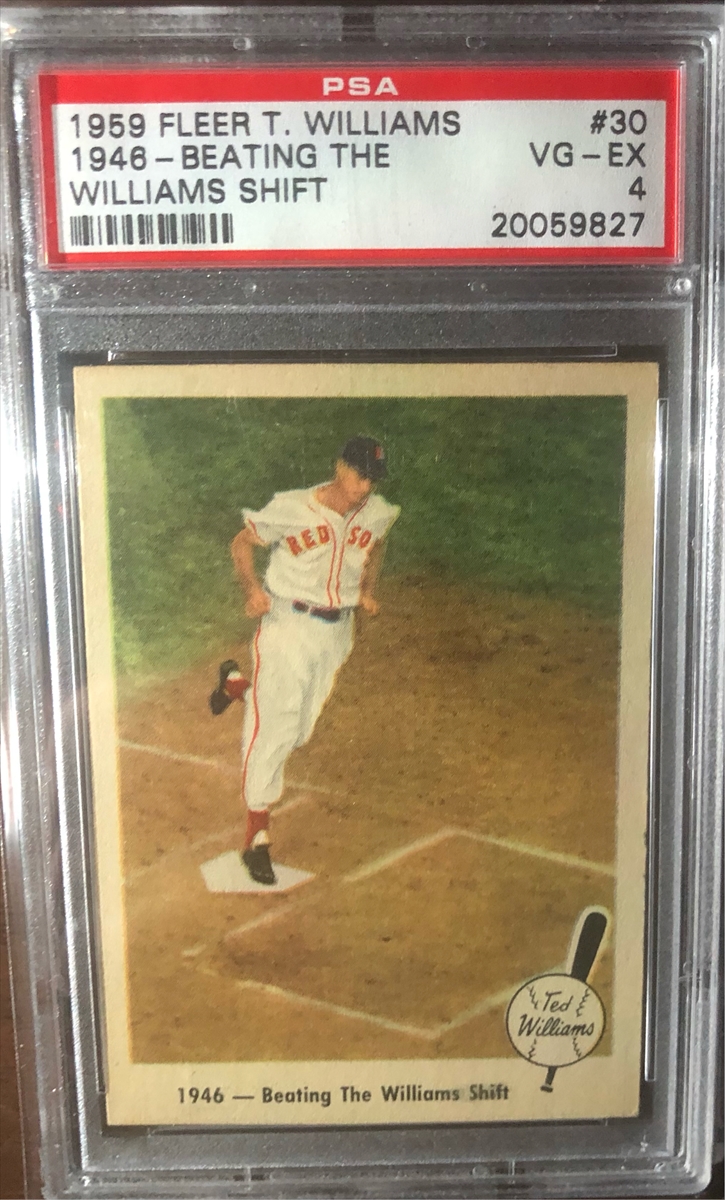 PSA
1959 FLEER T. WILLIAMS #30
1946-BEATING THE VG-EX
WILLIAMS SHIFT 4
20059827
RED SO
Ted
Williams
1946 — Beating The Williams Shift